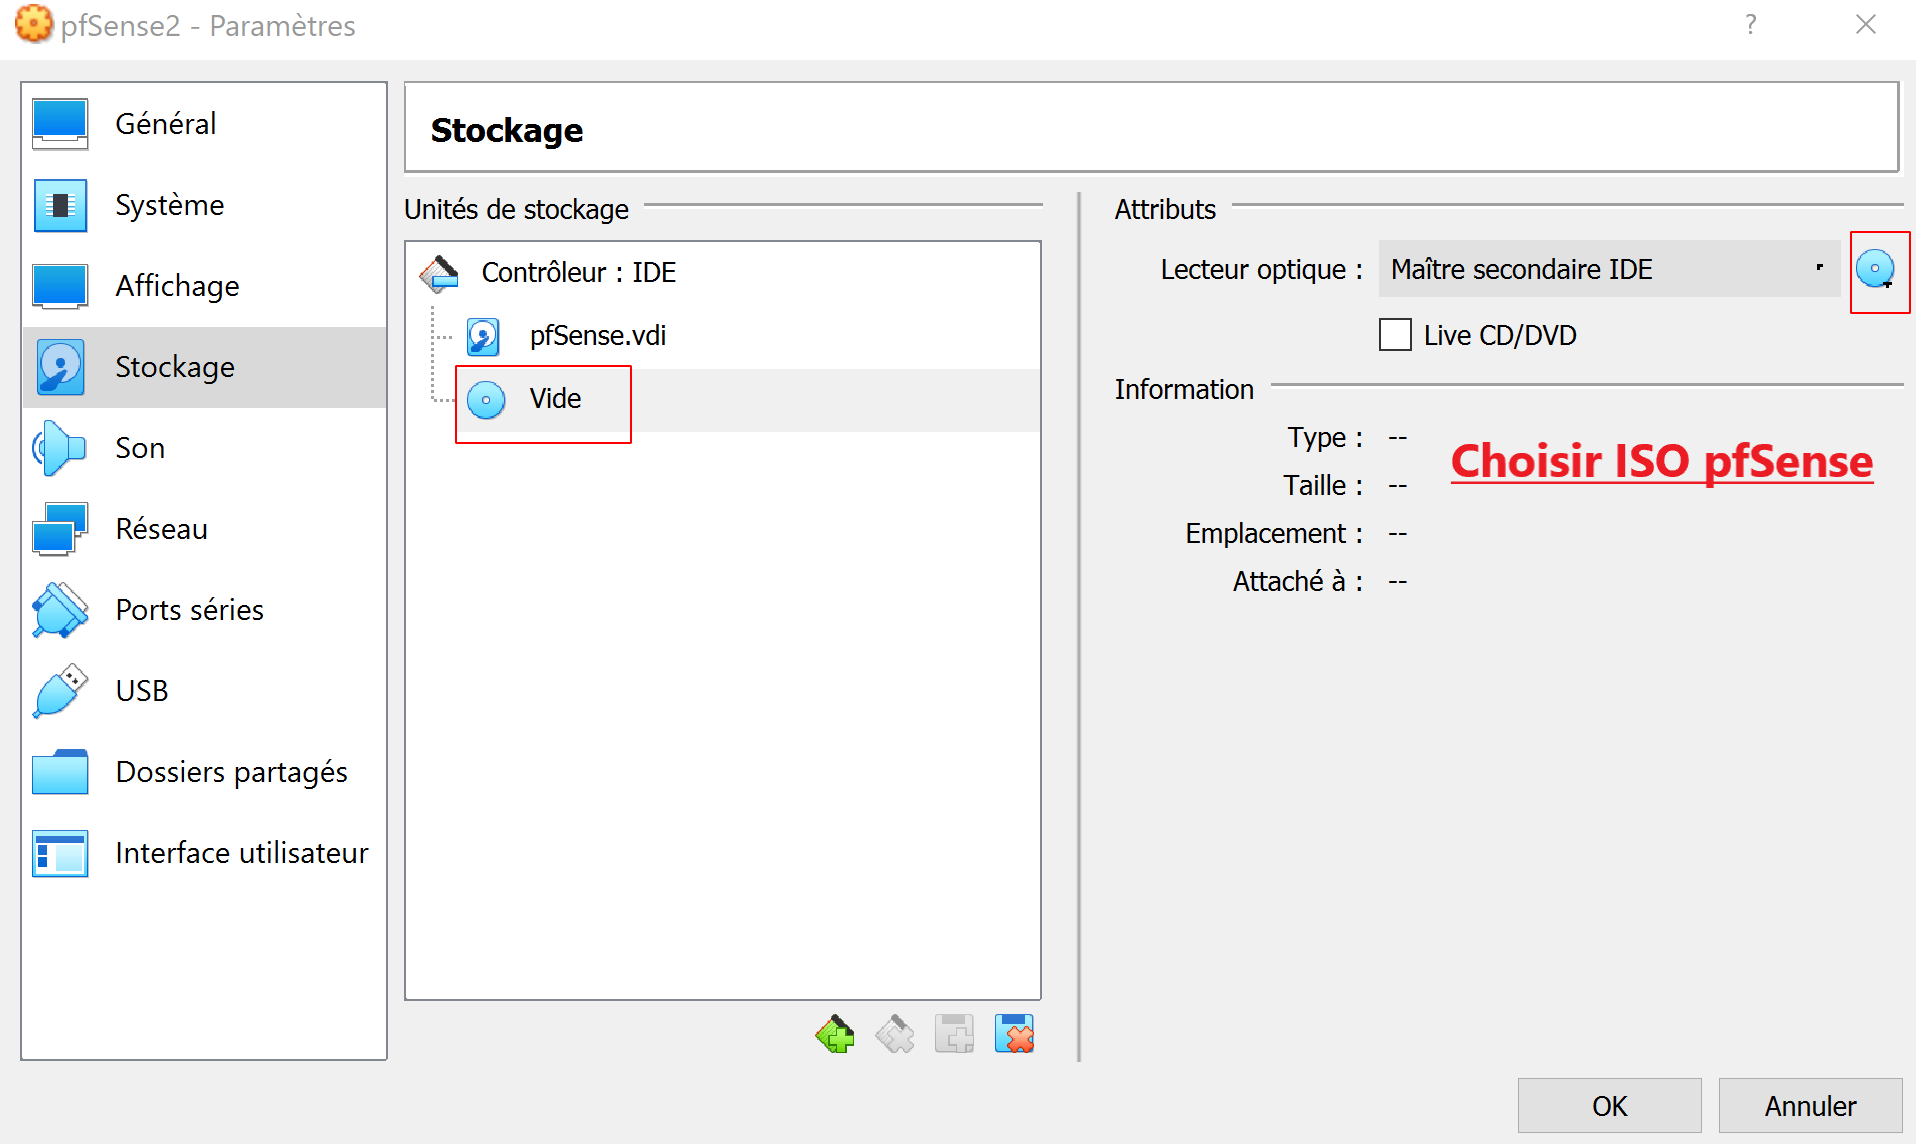 pfSense2 - Paramètres
?
Général
Système
Affichage
Stockage
Son
Réseau
Ports séries
USB
Dossiers partagés
Interface utilisateur
Stockage
Unités de stockage
Contrôleur : IDE
pfSense.vdi
Vide
Attributs
Lecteur optique : Maître secondaire IDE
Live CD/DVD
Information
Type : --
Taille : --
Emplacement : --
Attaché à : --
Choisir ISO pfSense
OK
Annuler